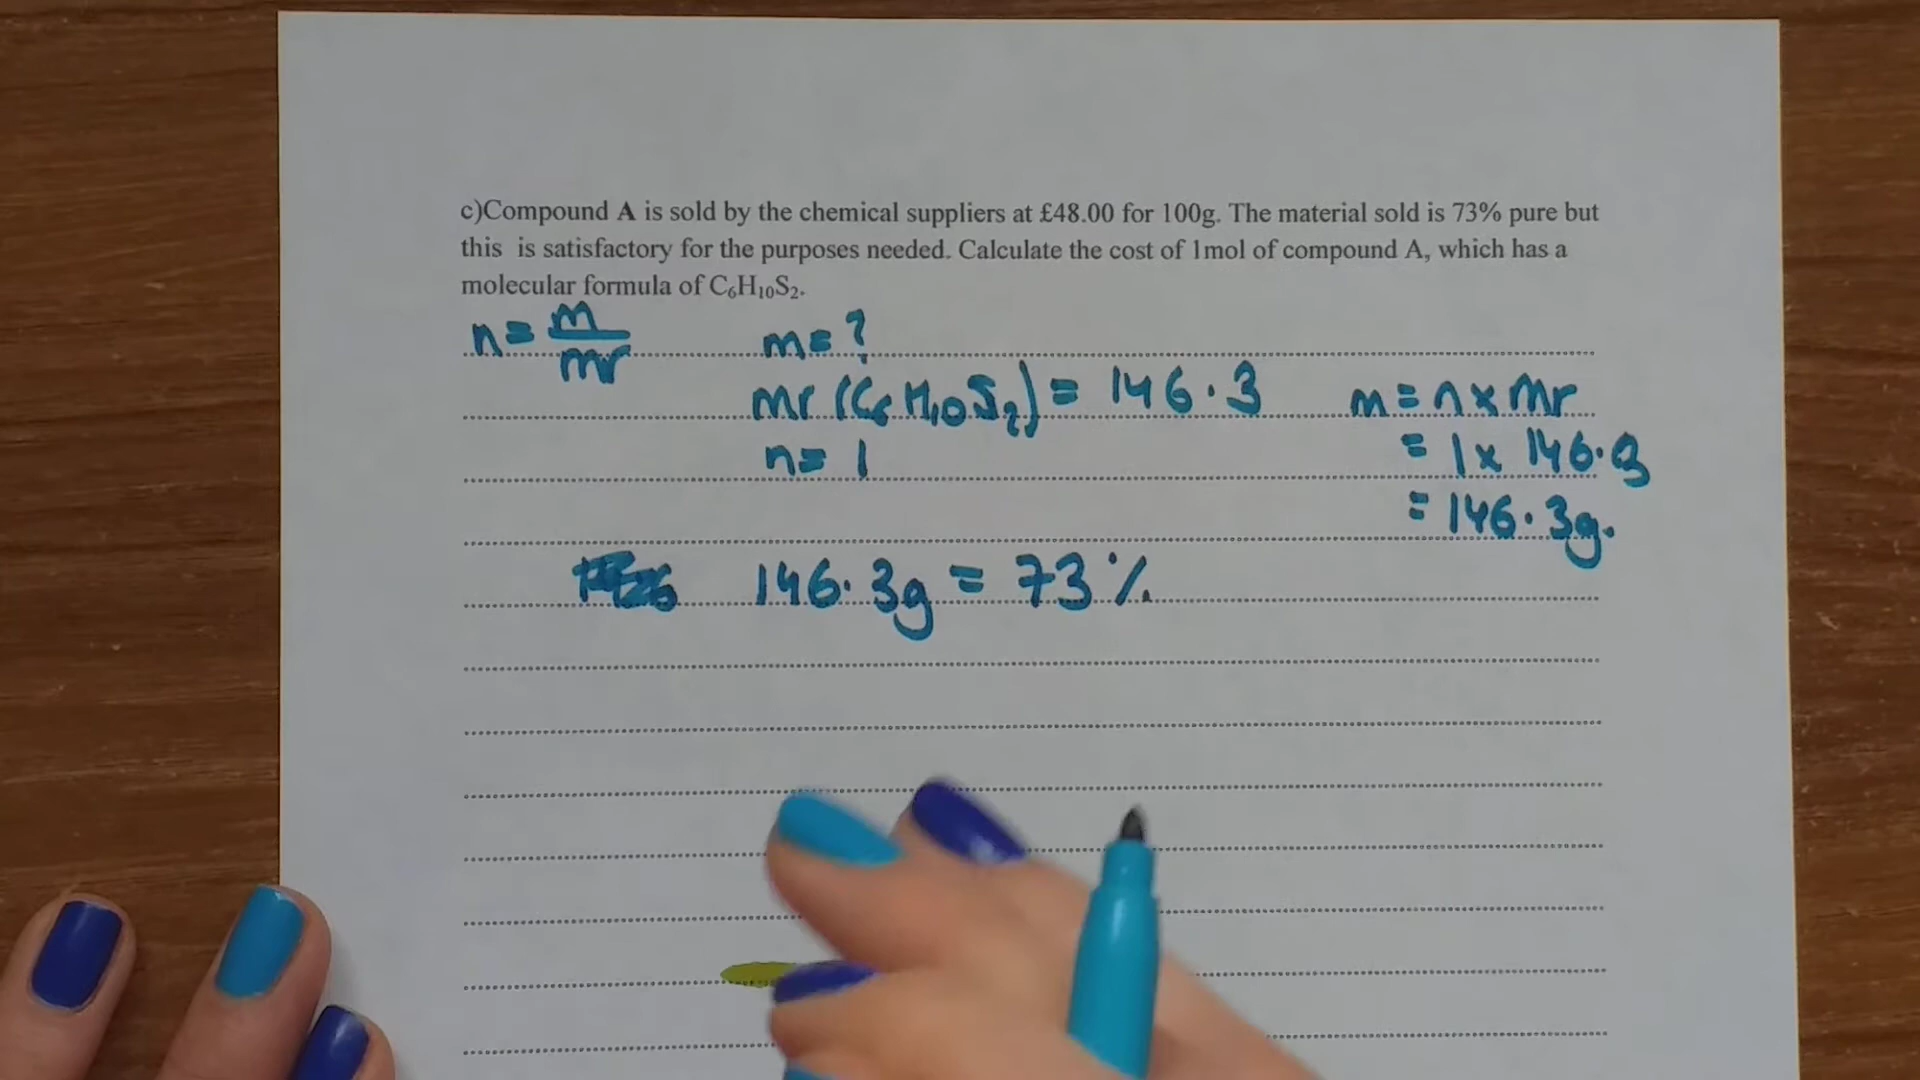 c)Compound A is sold by the chemical suppliers at £48.00 for 100g. The material sold is 73% pure but
this is satisfactory for the purposes needed. Calculate the cost of 1mol of compound A, which has a
molecular formula of C₆H₁₀S₂.
n = m/mr
m = ?
mr (C₆H₁₀S₂) = 146.3
n = 1
m = n x mr
= 1 x 146.3
= 146.3g.
146.3g = 73%